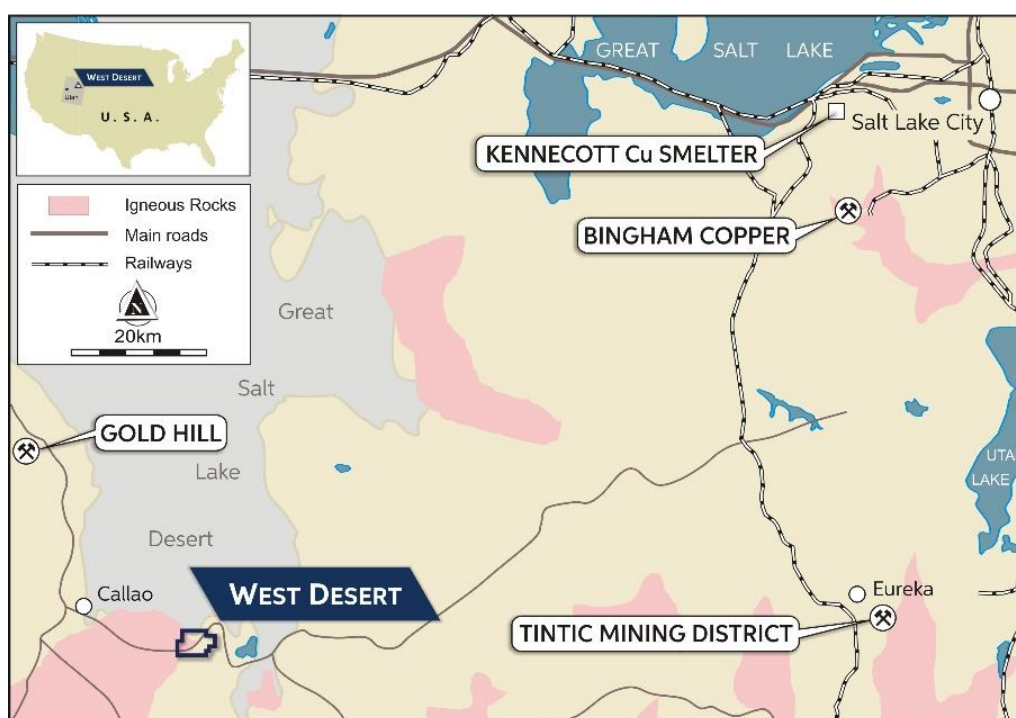 WEST DESERT
Utah
U. S. A.
Igneous Rocks
Main roads
Railways
N
20km
GREAT SALT LAKE
Salt Lake City
KENNECOTT Cu SMELTER
BINGHAM COPPER
Great
Salt
Lake
Desert
GOLD HILL
UTA
LAKE
Callao
WEST DESERT
Eureka
TINTIC MINING DISTRICT